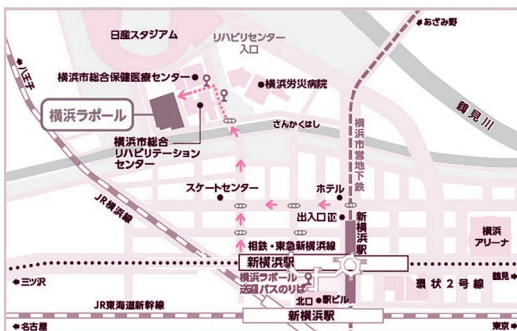 日産スタジアム
リハビリセンター
入口
←あざみ野
←八王子
横浜市総合保健医療センター
横浜労災病院
鶴見川
横浜ラポール
横浜市総合
リハビリテーション
センター
さんかくはし
横浜市営地下鉄
JR横浜線
スケートセンター
ホテル
出入口10
新横浜駅
横浜
アリーナ
相鉄・東急新横浜線
新横浜駅
横浜ラポール
送迎バスのりば
←三ツ沢
鶴見→
環状2号線
北口
駅ビル
JR東海道新幹線
新横浜駅
←名古屋
東京→